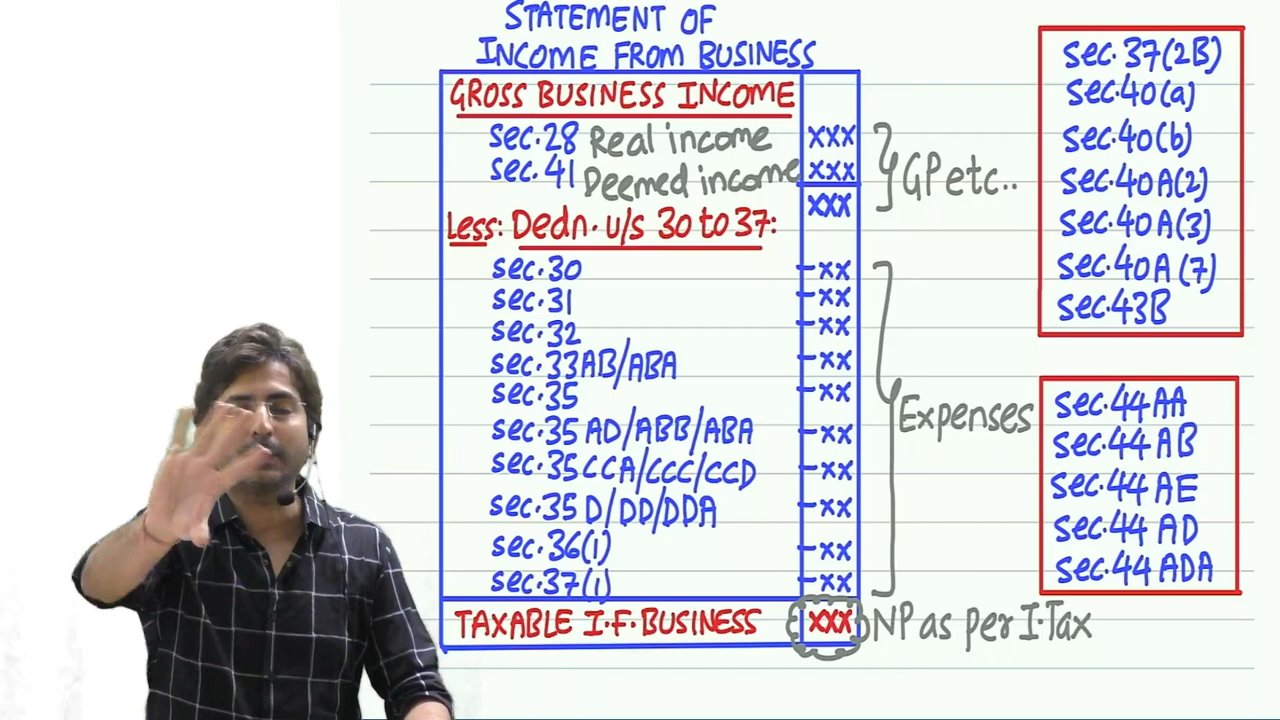 STATEMENT OF
INCOME FROM BUSINESS
GROSS BUSINESS INCOME
sec.28 Real income xxx
sec.41 Deemed income xxx
xxx
GP etc..
Less: Dedn. u/s 30 to 37:
sec.30 -xx
sec.31 -xx
sec.32 -xx
sec.33AB/ABA -xx
sec.35 -xx
sec.35 AD/ABB/ABA -xx
sec.35CCA/CCC/CCD -xx
sec.35D/DD/DDA -xx
sec.36(1) -xx
sec.37(1) -xx
Expenses
TAXABLE I.F. BUSINESS xxx NP as per I.Tax
sec.37(2B)
sec.40(a)
sec.40(b)
sec.40A(2)
sec.40A(3)
sec.40A(7)
sec.43B
sec.44AA
sec.44AB
sec.44AE
sec.44AD
sec.44ADA